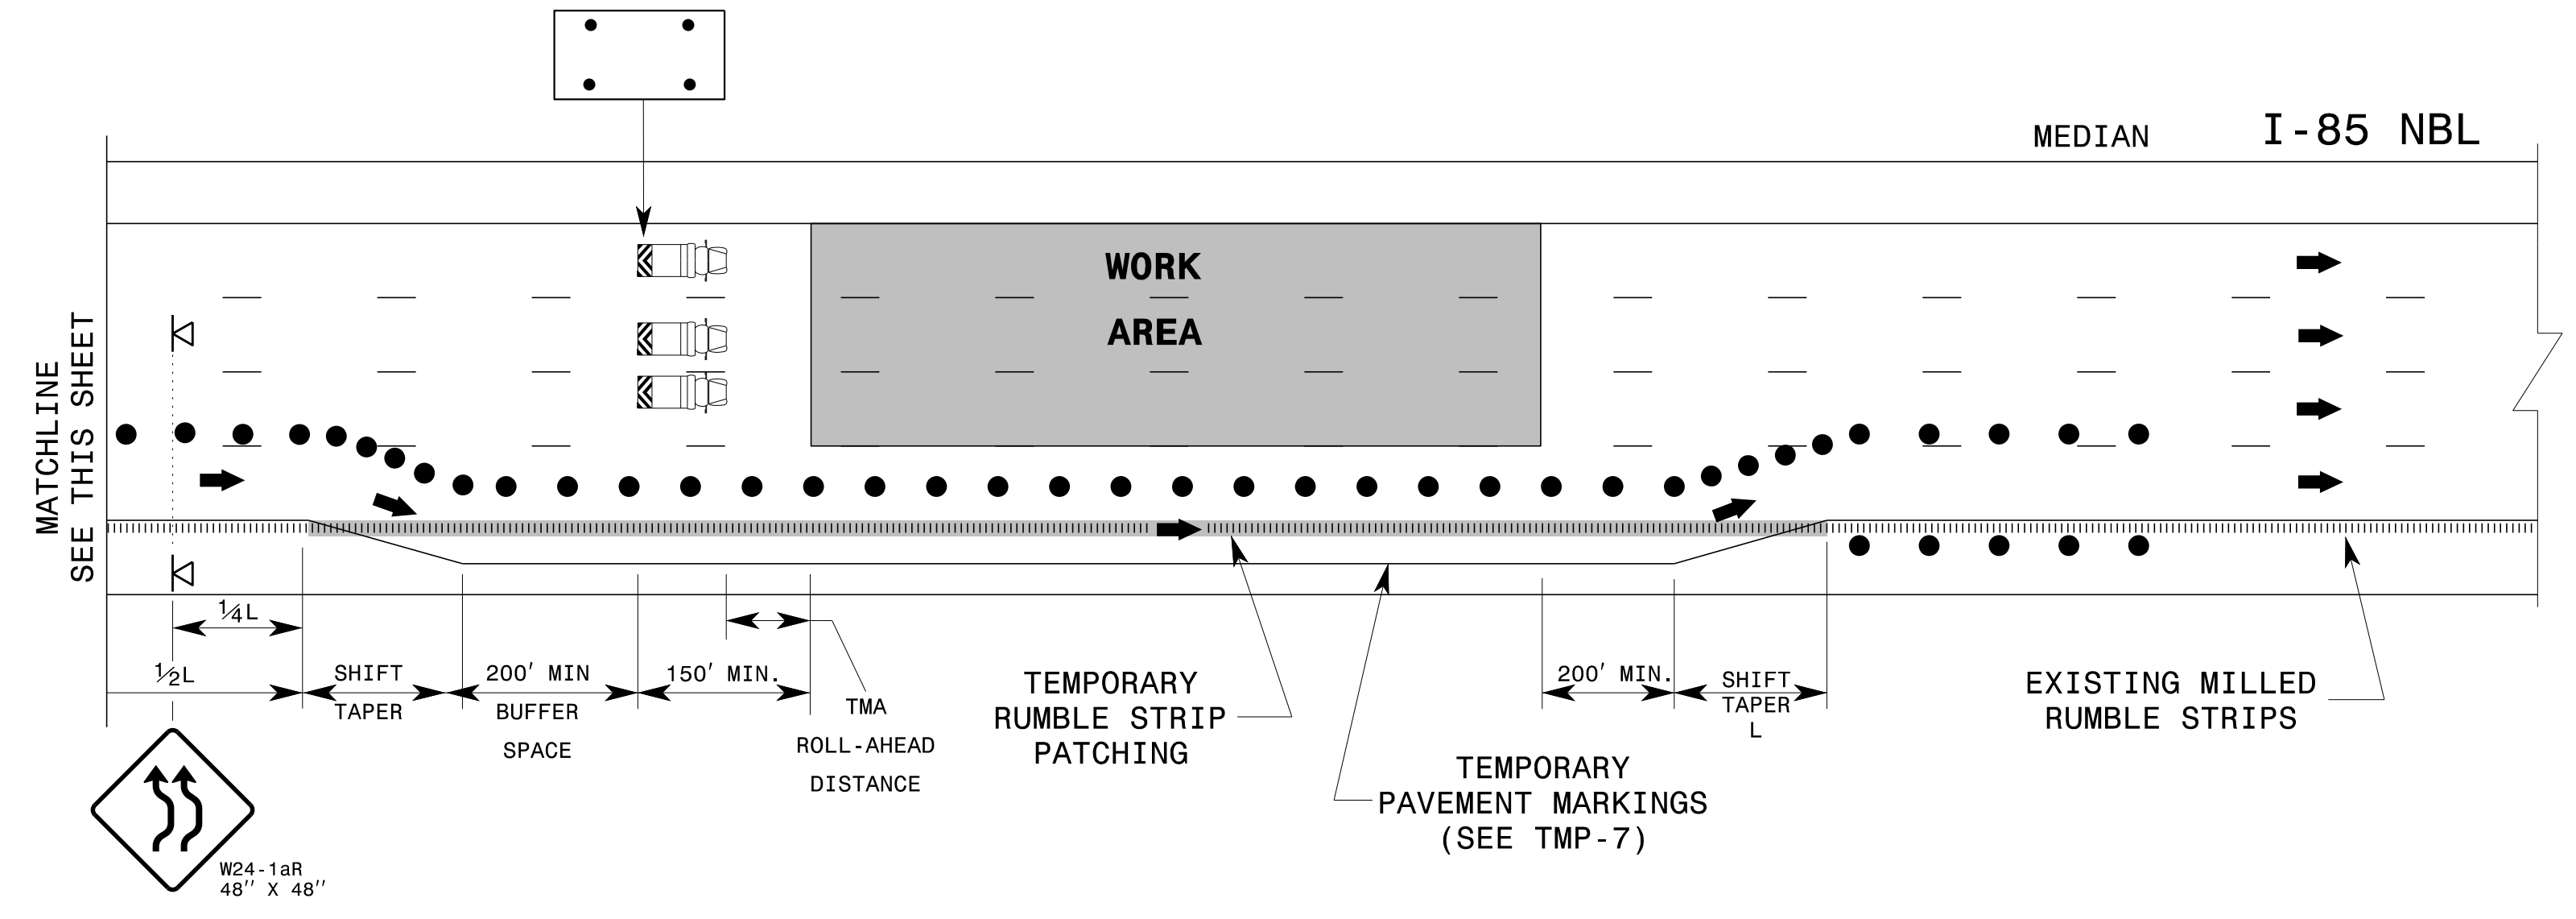 MEDIAN
I-85 NBL
WORK
AREA
MATCHLINE
SEE THIS SHEET
1/4L
1/2L
SHIFT
TAPER
200' MIN
BUFFER
SPACE
150' MIN.
TMA
ROLL-AHEAD
DISTANCE
TEMPORARY
RUMBLE STRIP
PATCHING
TEMPORARY
PAVEMENT MARKINGS
(SEE TMP-7)
200' MIN.
SHIFT
TAPER
L
EXISTING MILLED
RUMBLE STRIPS
W24-1aR
48'' X 48''